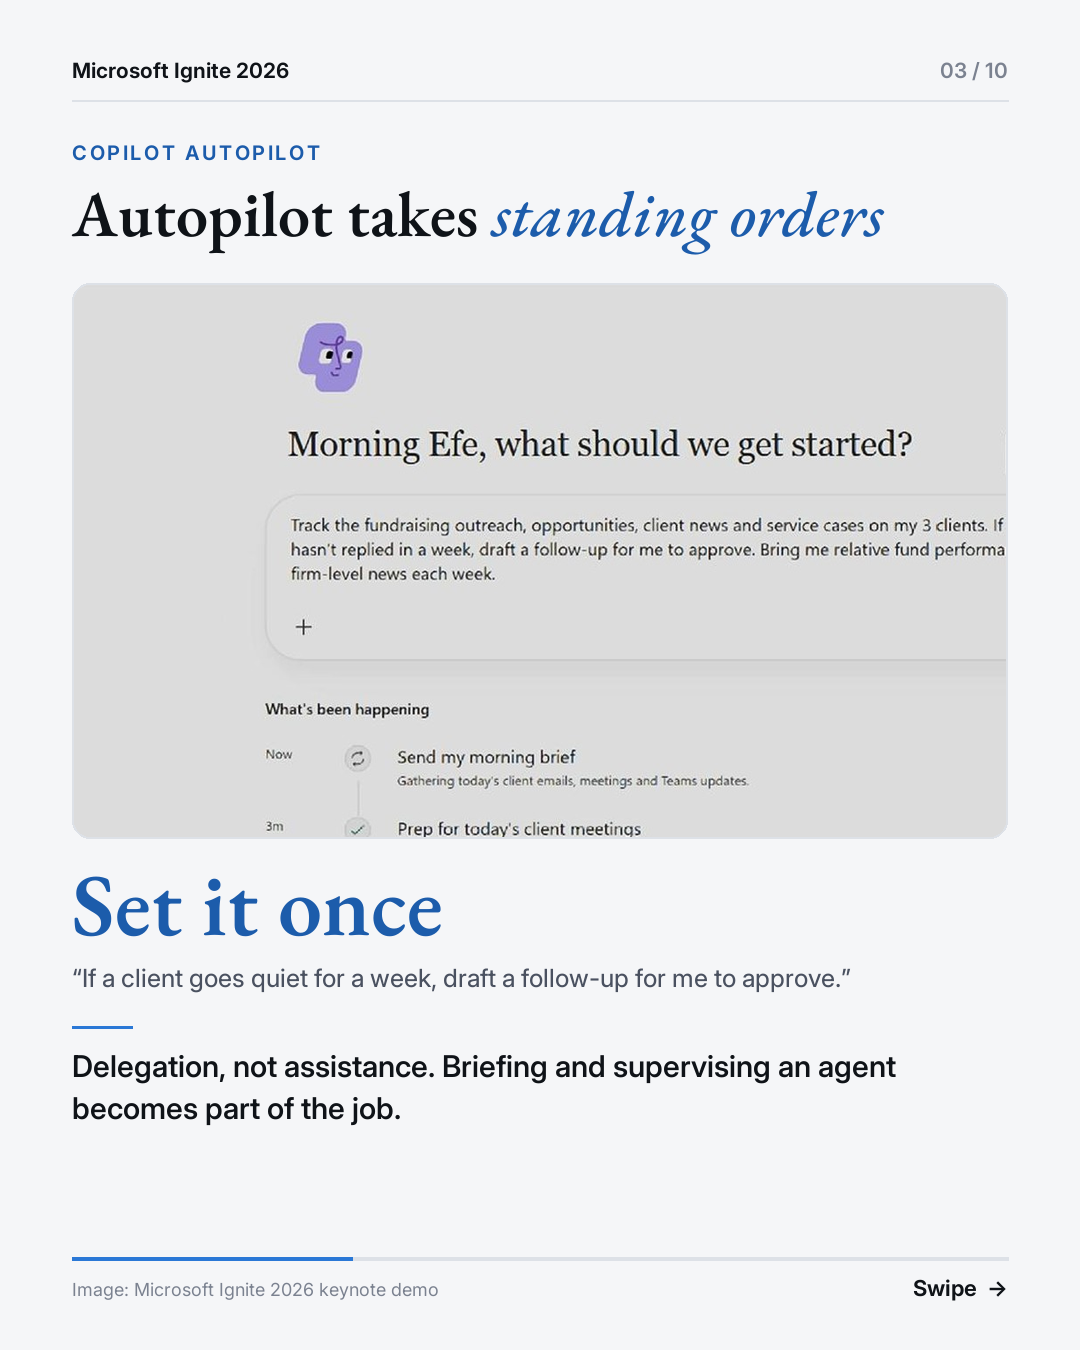 Microsoft Ignite 2026
03 / 10
COPILOT AUTOPILOT
Autopilot takes standing orders
Morning Efe, what should we get started?
Track the fundraising outreach, opportunities, client news and service cases on my 3 clients. If
hasn't replied in a week, draft a follow-up for me to approve. Bring me relative fund performa
firm-level news each week.
What's been happening
Now
Send my morning brief
Gathering today's client emails, meetings and Teams updates.
3m
Prep for today's client meetings
Set it once
“If a client goes quiet for a week, draft a follow-up for me to approve.”
Delegation, not assistance. Briefing and supervising an agent
becomes part of the job.
Image: Microsoft Ignite 2026 keynote demo
Swipe →